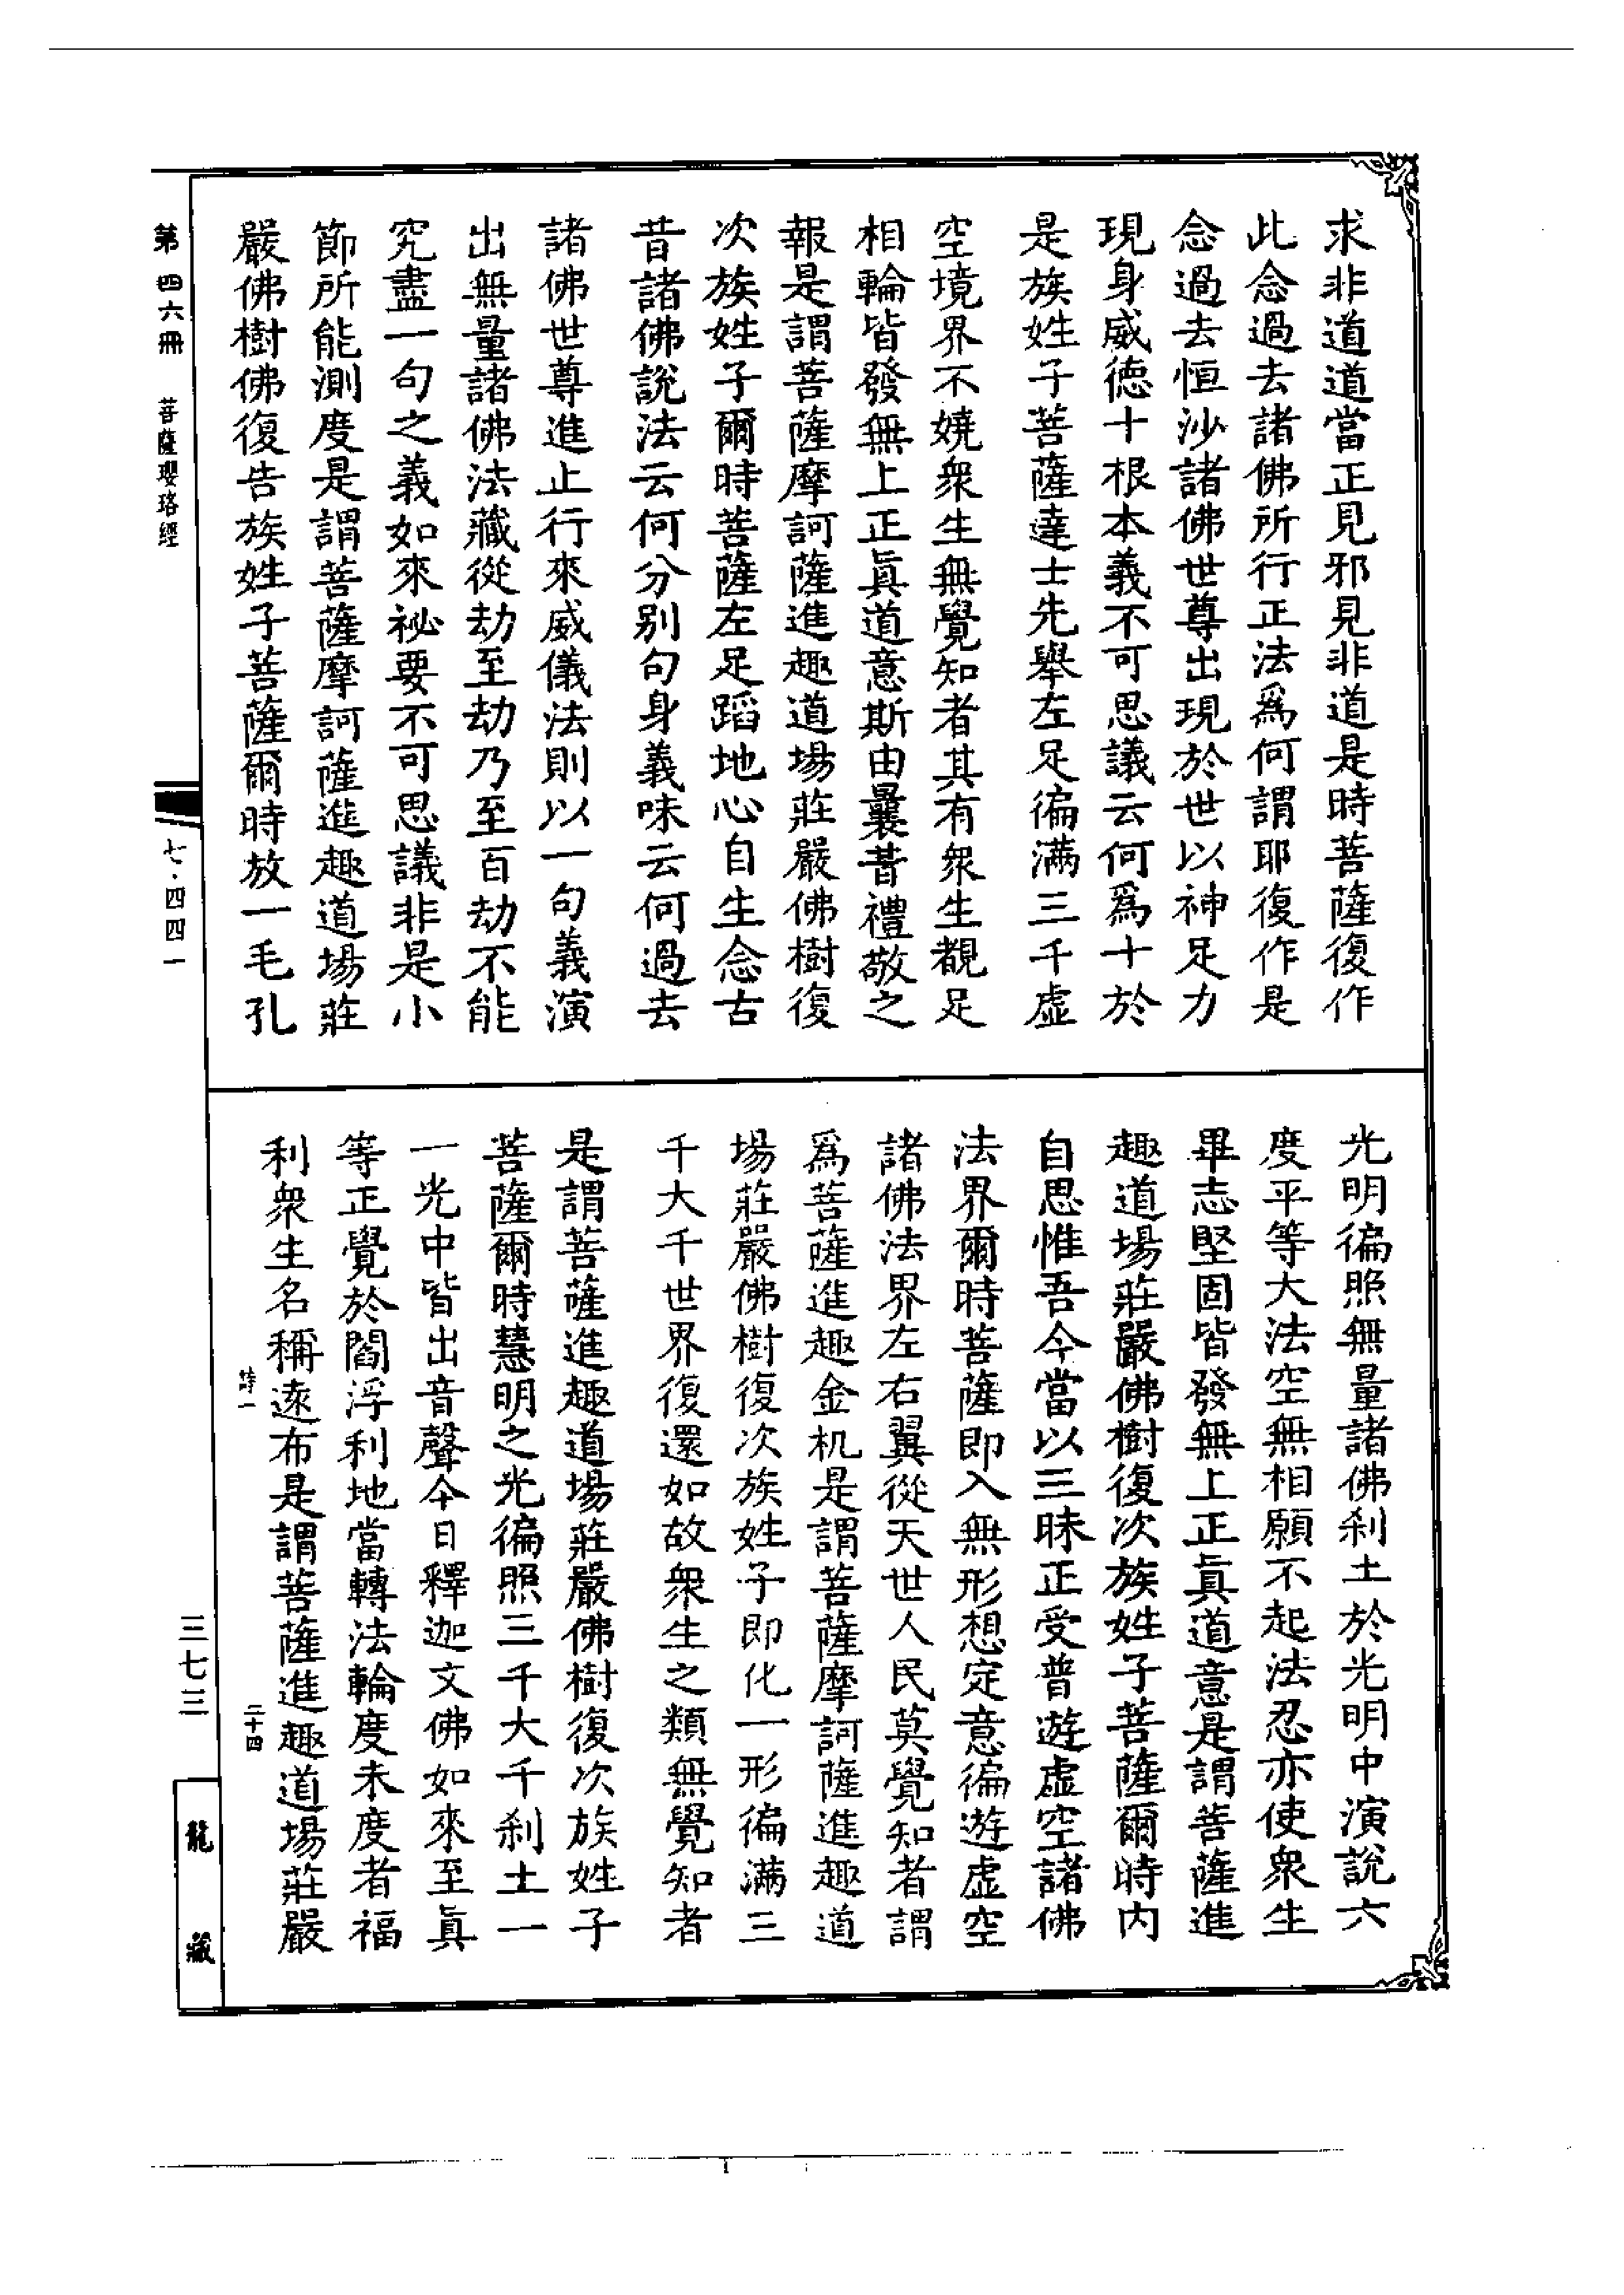 求非道道當正見邪見非道是時菩薩復作
此念過去諸佛所行正法爲何謂耶復作是
念過去恒沙諸佛世尊出現於世以神足力
現身威德十根本義不可思議云何爲十於
是族姓子菩薩達士先舉左足徧满三千虛
空境界不嬈衆生無覺知者其有衆生覩足
相輪皆發無上正眞道意斯由曩昔禮敬之
報是謂菩薩摩訶薩進趣道場莊嚴佛樹復
次族姓子爾時菩薩左足蹈地心自生念古
昔諸佛說法云何分别句身義味云何過去
諸佛世尊進止行來威儀法則以一句義演
出無量諸佛法藏從劫至劫乃至百劫不能
究盡一句之義如來祕要不可思議非是小
節所能測度是謂菩薩摩訶薩進趣道場莊
嚴佛樹佛復告族姓子菩薩爾時放一毛孔
光明徧照無量諸佛刹土於光明中演說六
度平等大法空無相願不起法忍亦使衆生
畢志堅固皆發無上正眞道意是謂菩薩進
趣道場莊嚴佛樹復次族姓子菩薩爾時内
自思惟吾今當以三昧正受普遊虛空諸佛
法界爾時菩薩即入無形想定意徧遊虛空
諸佛法界左右翼從天世人民莫覺知者謂
爲菩薩進趣金机是謂菩薩摩訶薩進趣道
場莊嚴佛樹復次族姓子即化一形徧滿三
千大千世界復還如故衆生之類無覺知者
是謂菩薩進趣道場莊嚴佛樹復次族姓子
菩薩爾時慧明之光徧照三千大千刹土一
一光中皆出音聲今日釋迦文佛如來至眞
等正覺於閻浮利地當轉法輪度未度者福
利衆生名稱遠布是謂菩薩進趣道場莊嚴
第四六冊 菩薩瓔珞經
七·四四一
三七三
龍藏
二十四